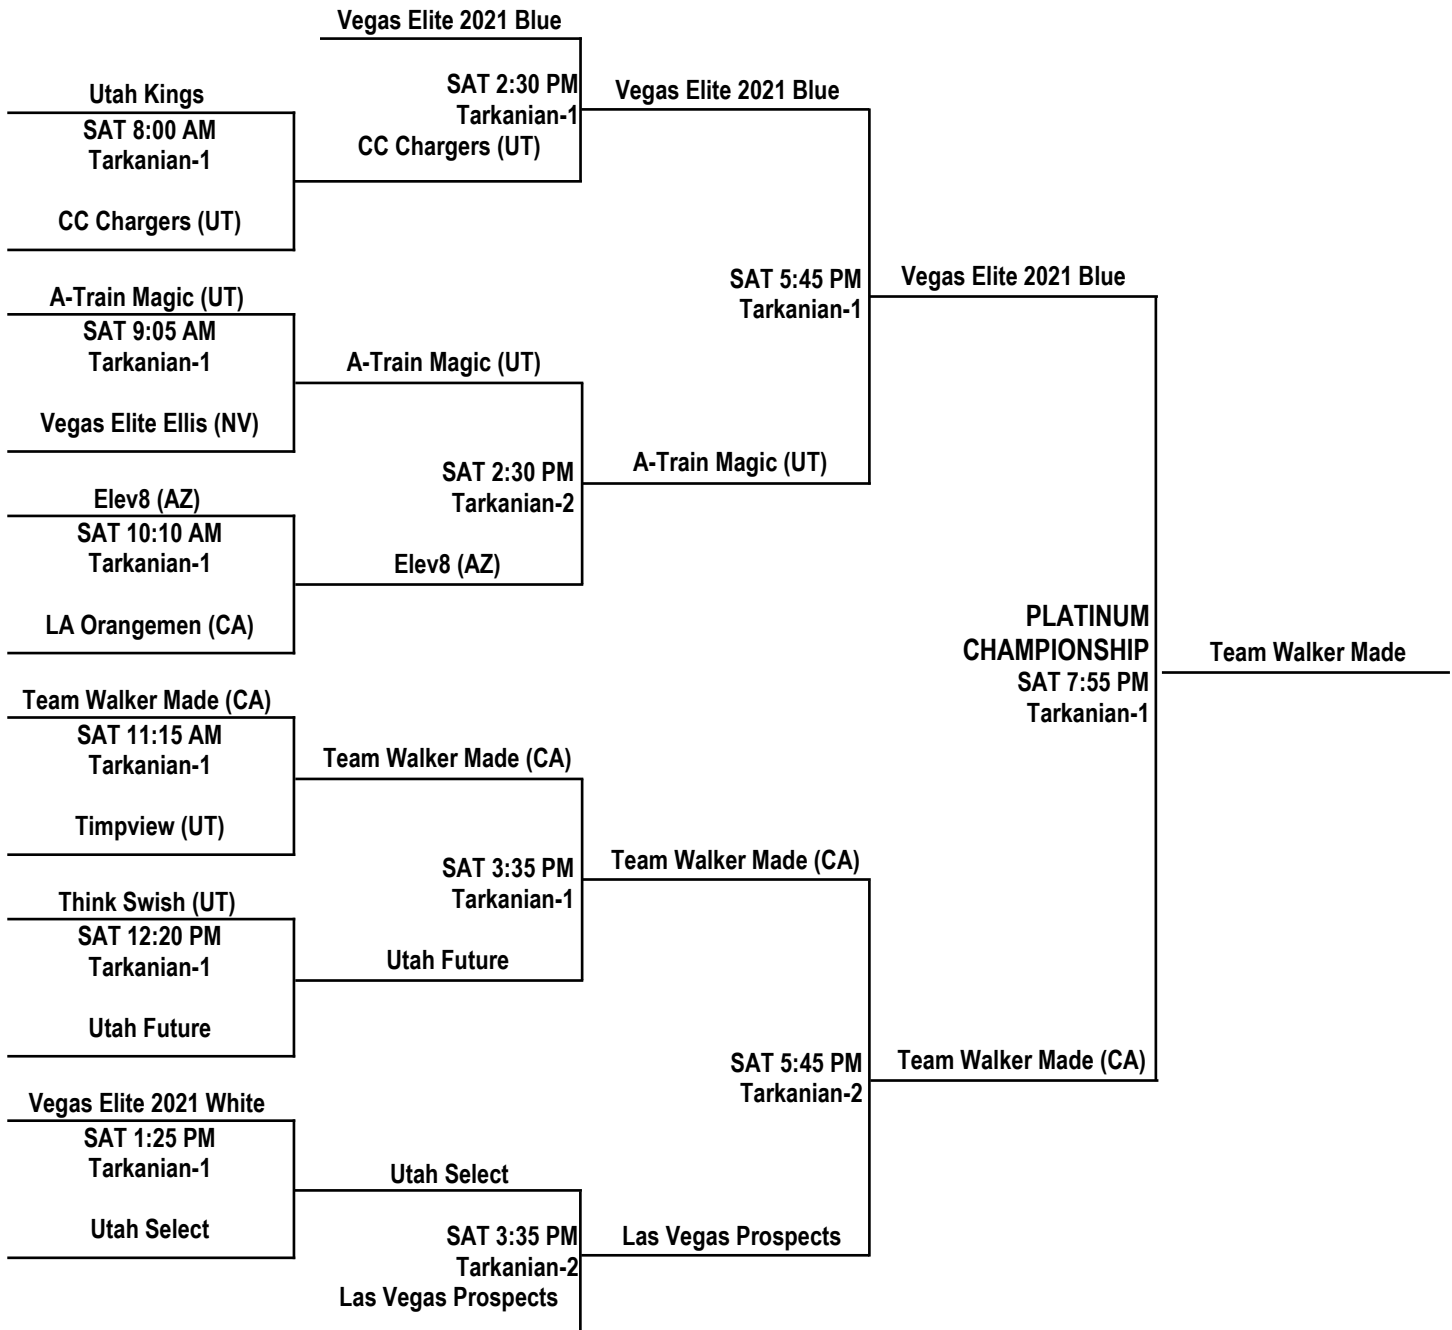 Vegas Elite 2021 Blue
Utah Kings
SAT 8:00 AM
Tarkanian-1
CC Chargers (UT)
SAT 2:30 PM
Tarkanian-1
CC Chargers (UT)
Vegas Elite 2021 Blue
A-Train Magic (UT)
SAT 9:05 AM
Tarkanian-1
Vegas Elite Ellis (NV)
A-Train Magic (UT)
SAT 2:30 PM
Tarkanian-2
Elev8 (AZ)
Elev8 (AZ)
SAT 10:10 AM
Tarkanian-1
LA Orangemen (CA)
A-Train Magic (UT)
SAT 5:45 PM
Tarkanian-1
Vegas Elite 2021 Blue
Team Walker Made (CA)
SAT 11:15 AM
Tarkanian-1
Timpview (UT)
Team Walker Made (CA)
SAT 3:35 PM
Tarkanian-1
Utah Future
Think Swish (UT)
SAT 12:20 PM
Tarkanian-1
Utah Future
Team Walker Made (CA)
Vegas Elite 2021 White
SAT 1:25 PM
Tarkanian-1
Utah Select
Utah Select
SAT 3:35 PM
Tarkanian-2
Las Vegas Prospects
Las Vegas Prospects
SAT 5:45 PM
Tarkanian-2
Team Walker Made (CA)
PLATINUM
CHAMPIONSHIP
SAT 7:55 PM
Tarkanian-1
Team Walker Made